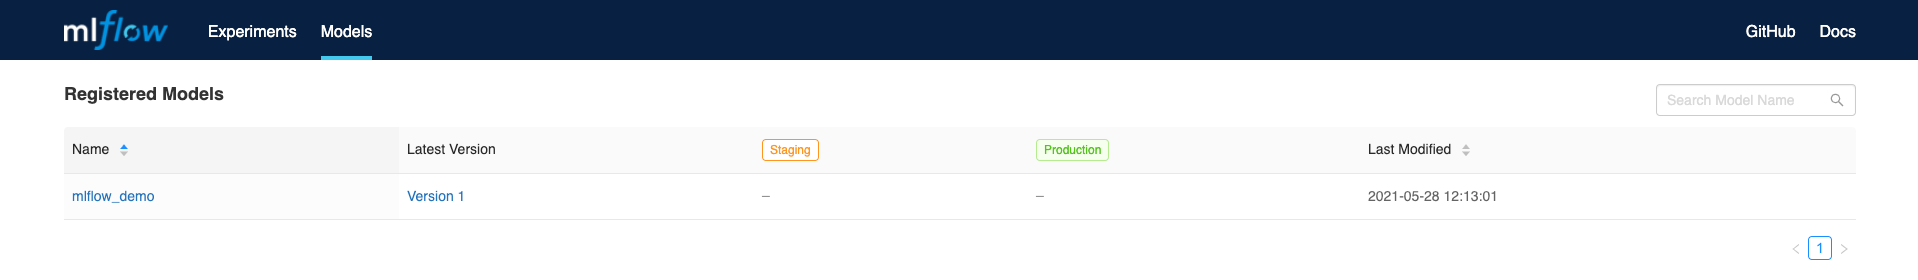 mlflow Experiments Models GitHub Docs
Registered Models
Search Model Name
Name Latest Version Staging Production Last Modified
mlflow_demo Version 1 – – 2021-05-28 12:13:01
< 1 >